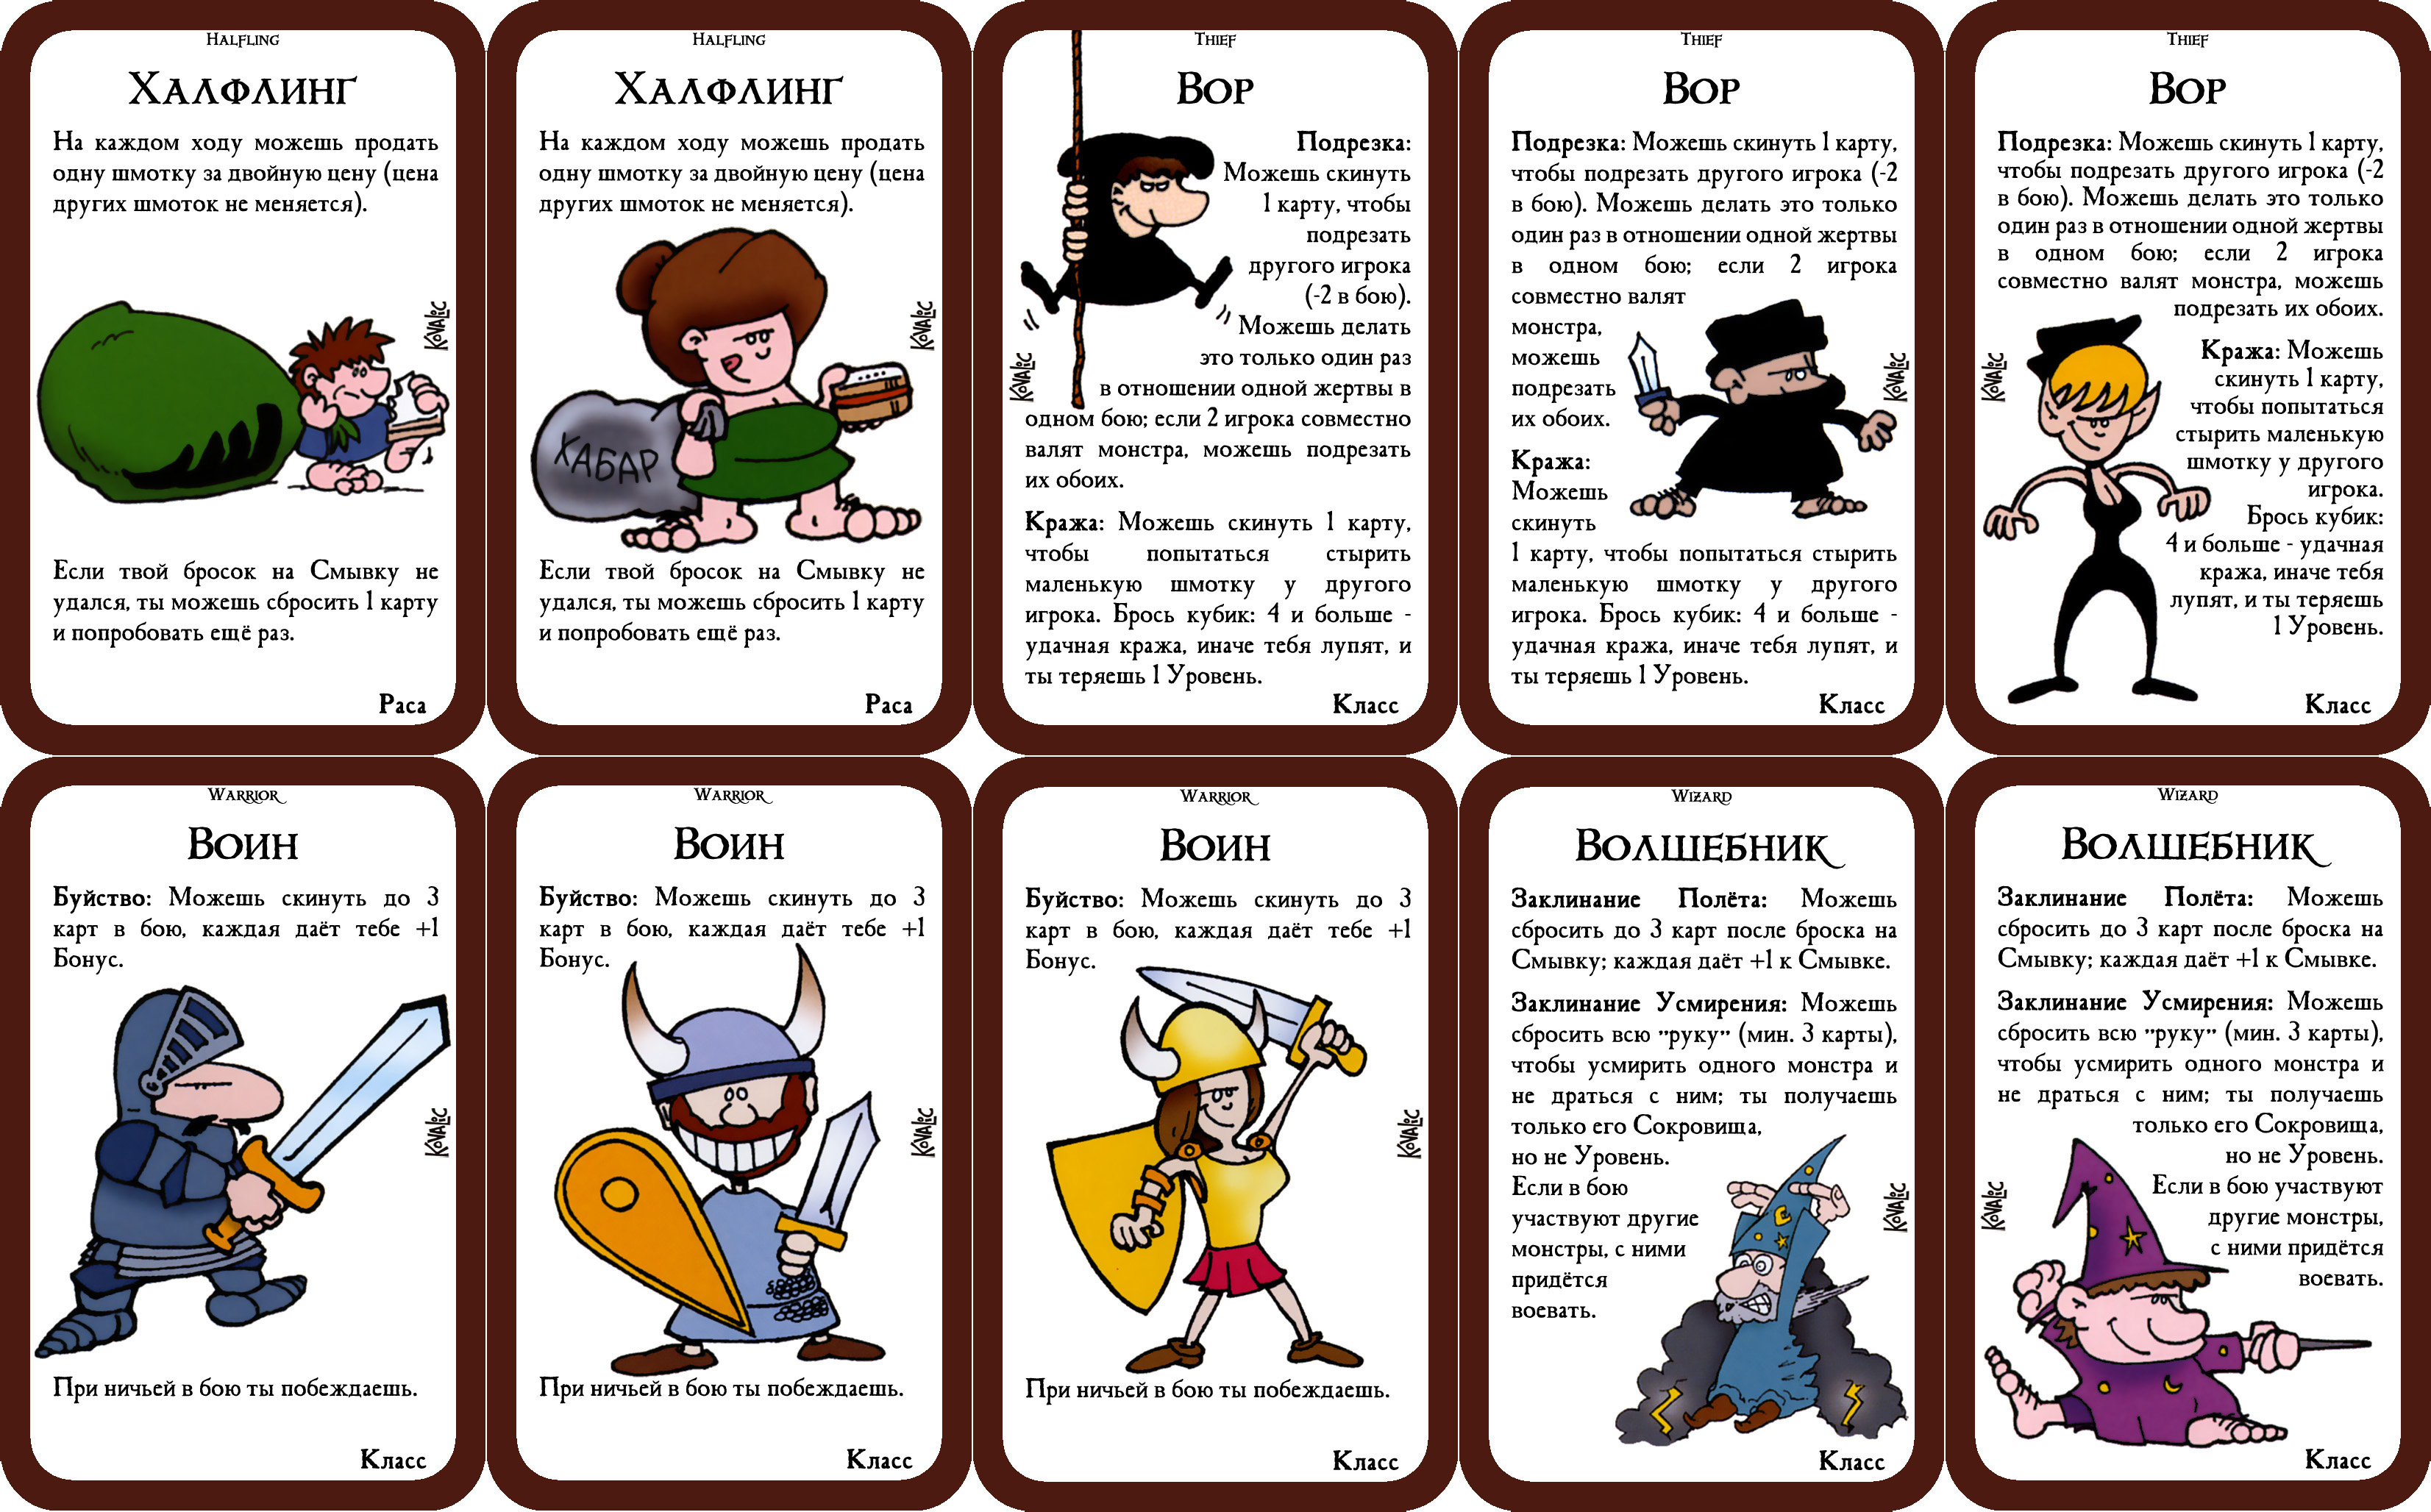 Halfling
Халфлинг
На каждом ходу можешь продать
одну шмотку за двойную цену (цена
других шмоток не меняется).
Kovalic
Если твой бросок на Смывку не
удался, ты можешь сбросить 1 карту
и попробовать ещё раз.
Раса
Halfling
Халфлинг
На каждом ходу можешь продать
одну шмотку за двойную цену (цена
других шмоток не меняется).
Kovalic
ХАБАР
Если твой бросок на Смывку не
удался, ты можешь сбросить 1 карту
и попробовать ещё раз.
Раса
Thief
Вор
Подрезка:
Можешь скинуть
1 карту, чтобы
подрезать
другого игрока
(-2 в бою).
Можешь делать
это только один раз
в отношении одной жертвы в
одном бою; если 2 игрока совместно
валят монстра, можешь подрезать
их обоих.
Kovalic
Кража: Можешь скинуть 1 карту,
чтобы попытаться стырить
маленькую шмотку у другого
игрока. Брось кубик: 4 и больше -
удачная кража, иначе тебя лупят, и
ты теряешь 1 Уровень.
Класс
Thief
Вор
Подрезка: Можешь скинуть 1 карту,
чтобы подрезать другого игрока (-2
в бою). Можешь делать это только
один раз в отношении одной жертвы
в одном бою; если 2 игрока
совместно валят
монстра,
можешь
подрезать
их обоих.
Kovalic
Кража:
Можешь
скинуть
1 карту, чтобы попытаться стырить
маленькую шмотку у другого
игрока. Брось кубик: 4 и больше -
удачная кража, иначе тебя лупят, и
ты теряешь 1 Уровень.
Класс
Thief
Вор
Подрезка: Можешь скинуть 1 карту,
чтобы подрезать другого игрока (-2
в бою). Можешь делать это только
один раз в отношении одной жертвы
в одном бою; если 2 игрока
совместно валят монстра, можешь
подрезать их обоих.
Kovalic
Кража: Можешь
скинуть 1 карту,
чтобы попытаться
стырить маленькую
шмотку у другого
игрока.
Брось кубик:
4 и больше - удачная
кража, иначе тебя
лупят, и ты теряешь
1 Уровень.
Класс
Warrior
Воин
Буйство: Можешь скинуть до 3
карт в бою, каждая даёт тебе +1
Бонус.
Kovalic
При ничьей в бою ты побеждаешь.
Класс
Warrior
Воин
Буйство: Можешь скинуть до 3
карт в бою, каждая даёт тебе +1
Бонус.
Kovalic
При ничьей в бою ты побеждаешь.
Класс
Warrior
Воин
Буйство: Можешь скинуть до 3
карт в бою, каждая даёт тебе +1
Бонус.
Kovalic
При ничьей в бою ты побеждаешь.
Класс
Wizard
Волшебник
Заклинание Полёта: Можешь
сбросить до 3 карт после броска на
Смывку; каждая даёт +1 к Смывке.
Заклинание Усмирения: Можешь
сбросить всю "руку" (мин. 3 карты),
чтобы усмирить одного монстра и
не драться с ним; ты получаешь
только его Сокровища,
но не Уровень.
Если в бою
участвуют другие
монстры, с ними
придётся
воевать.
Kovalic
Класс
Wizard
Волшебник
Заклинание Полёта: Можешь
сбросить до 3 карт после броска на
Смывку; каждая даёт +1 к Смывке.
Заклинание Усмирения: Можешь
сбросить всю "руку" (мин. 3 карты),
чтобы усмирить одного монстра и
не драться с ним; ты получаешь
только его Сокровища,
но не Уровень.
Если в бою участвуют
другие монстры,
с ними придётся
воевать.
Kovalic
Класс